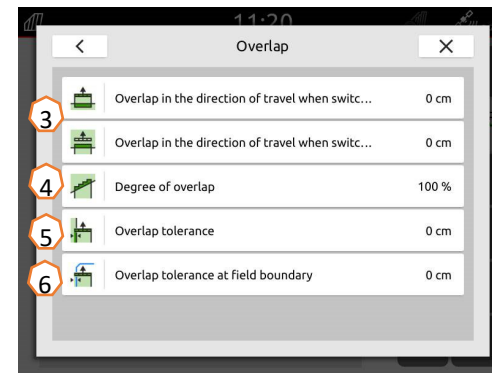 11:20
Overlap
3
Overlap in the direction of travel when switc... 0 cm
Overlap in the direction of travel when switc... 0 cm
4 Degree of overlap 100 %
5 Overlap tolerance 0 cm
6 Overlap tolerance at field boundary 0 cm